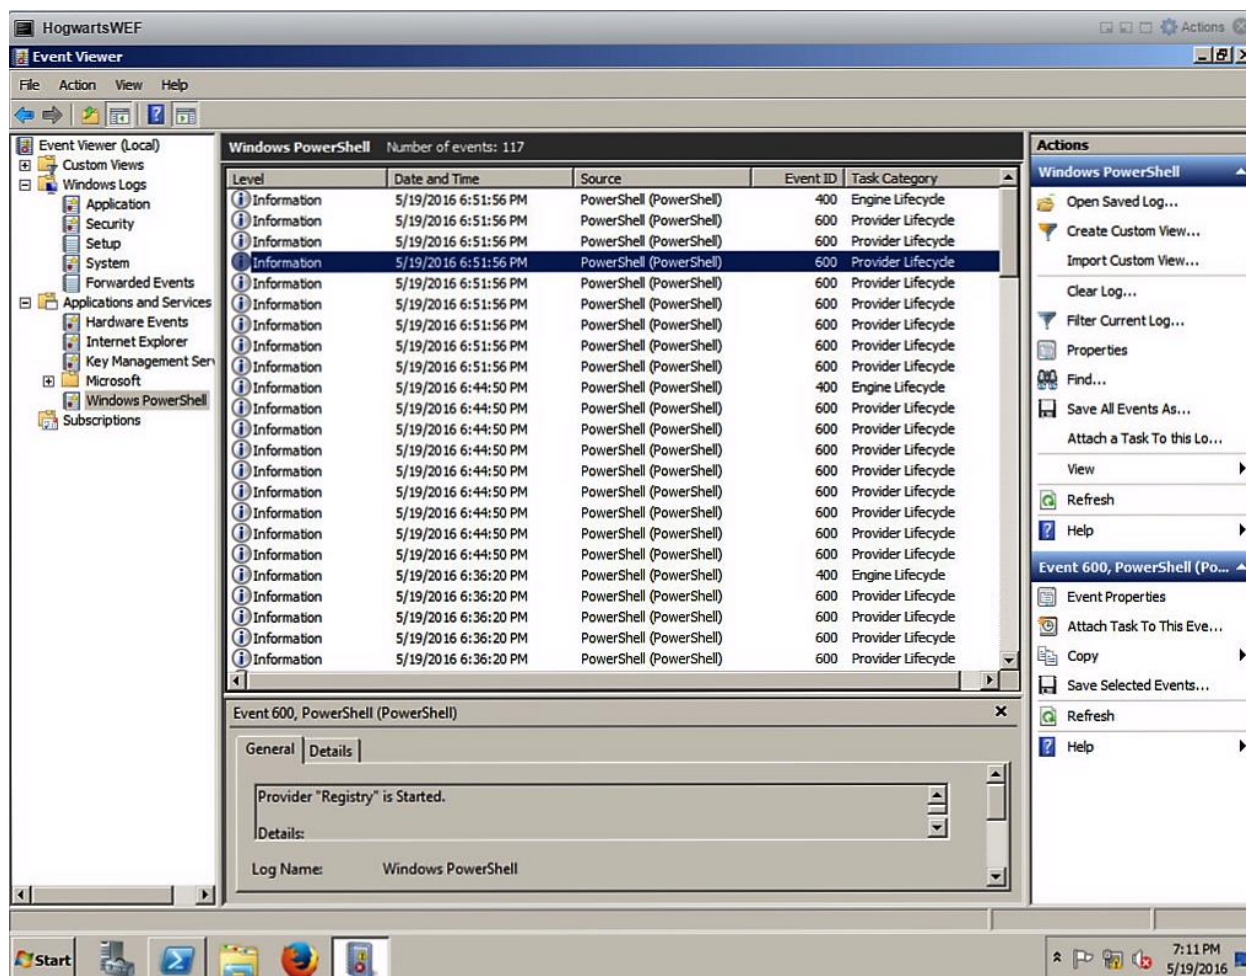 HogwartsWEF Actions
Event Viewer
File Action View Help
Event Viewer (Local)
Custom Views
Windows Logs
Application
Security
Setup
System
Forwarded Events
Applications and Services
Hardware Events
Internet Explorer
Key Management Serv
Microsoft
Windows PowerShell
Subscriptions
Windows PowerShell Number of events: 117
Level Date and Time Source Event ID Task Category
Information 5/19/2016 6:51:56 PM PowerShell (PowerShell) 400 Engine Lifecycle
Information 5/19/2016 6:51:56 PM PowerShell (PowerShell) 600 Provider Lifecycle
Information 5/19/2016 6:51:56 PM PowerShell (PowerShell) 600 Provider Lifecycle
Information 5/19/2016 6:51:56 PM PowerShell (PowerShell) 600 Provider Lifecycle
Information 5/19/2016 6:51:56 PM PowerShell (PowerShell) 600 Provider Lifecycle
Information 5/19/2016 6:51:56 PM PowerShell (PowerShell) 600 Provider Lifecycle
Information 5/19/2016 6:51:56 PM PowerShell (PowerShell) 600 Provider Lifecycle
Information 5/19/2016 6:51:56 PM PowerShell (PowerShell) 600 Provider Lifecycle
Information 5/19/2016 6:51:56 PM PowerShell (PowerShell) 600 Provider Lifecycle
Information 5/19/2016 6:44:50 PM PowerShell (PowerShell) 400 Engine Lifecycle
Information 5/19/2016 6:44:50 PM PowerShell (PowerShell) 600 Provider Lifecycle
Information 5/19/2016 6:44:50 PM PowerShell (PowerShell) 600 Provider Lifecycle
Information 5/19/2016 6:44:50 PM PowerShell (PowerShell) 600 Provider Lifecycle
Information 5/19/2016 6:44:50 PM PowerShell (PowerShell) 600 Provider Lifecycle
Information 5/19/2016 6:44:50 PM PowerShell (PowerShell) 600 Provider Lifecycle
Information 5/19/2016 6:44:50 PM PowerShell (PowerShell) 600 Provider Lifecycle
Information 5/19/2016 6:44:50 PM PowerShell (PowerShell) 600 Provider Lifecycle
Information 5/19/2016 6:44:50 PM PowerShell (PowerShell) 600 Provider Lifecycle
Information 5/19/2016 6:36:20 PM PowerShell (PowerShell) 400 Engine Lifecycle
Information 5/19/2016 6:36:20 PM PowerShell (PowerShell) 600 Provider Lifecycle
Information 5/19/2016 6:36:20 PM PowerShell (PowerShell) 600 Provider Lifecycle
Information 5/19/2016 6:36:20 PM PowerShell (PowerShell) 600 Provider Lifecycle
Information 5/19/2016 6:36:20 PM PowerShell (PowerShell) 600 Provider Lifecycle
Event 600, PowerShell (PowerShell)
General Details
Provider "Registry" is Started.
Details:
Log Name: Windows PowerShell
Actions
Windows PowerShell
Open Saved Log...
Create Custom View...
Import Custom View...
Clear Log...
Filter Current Log...
Properties
Find...
Save All Events As...
Attach a Task To this Lo...
View
Refresh
Help
Event 600, PowerShell (Po...
Event Properties
Attach Task To This Eve...
Copy
Save Selected Events...
Refresh
Help
Start
7:11 PM
5/19/2016